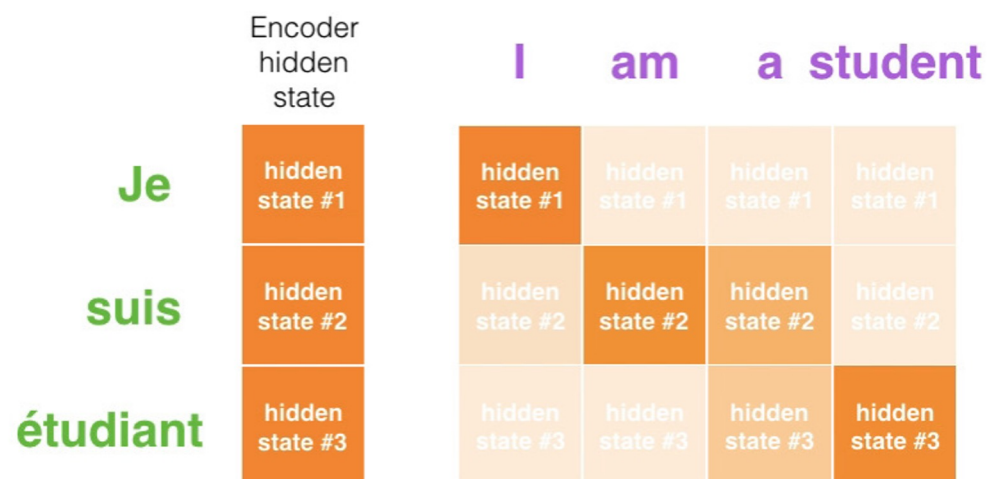 Encoder
hidden
state
I am a student
Je
hidden
state #1
hidden
state #1
hidden
state #1
hidden
state #1
hidden
state #1
suis
hidden
state #2
hidden
state #2
hidden
state #2
hidden
state #2
hidden
state #2
étudiant
hidden
state #3
hidden
state #3
hidden
state #3
hidden
state #3
hidden
state #3